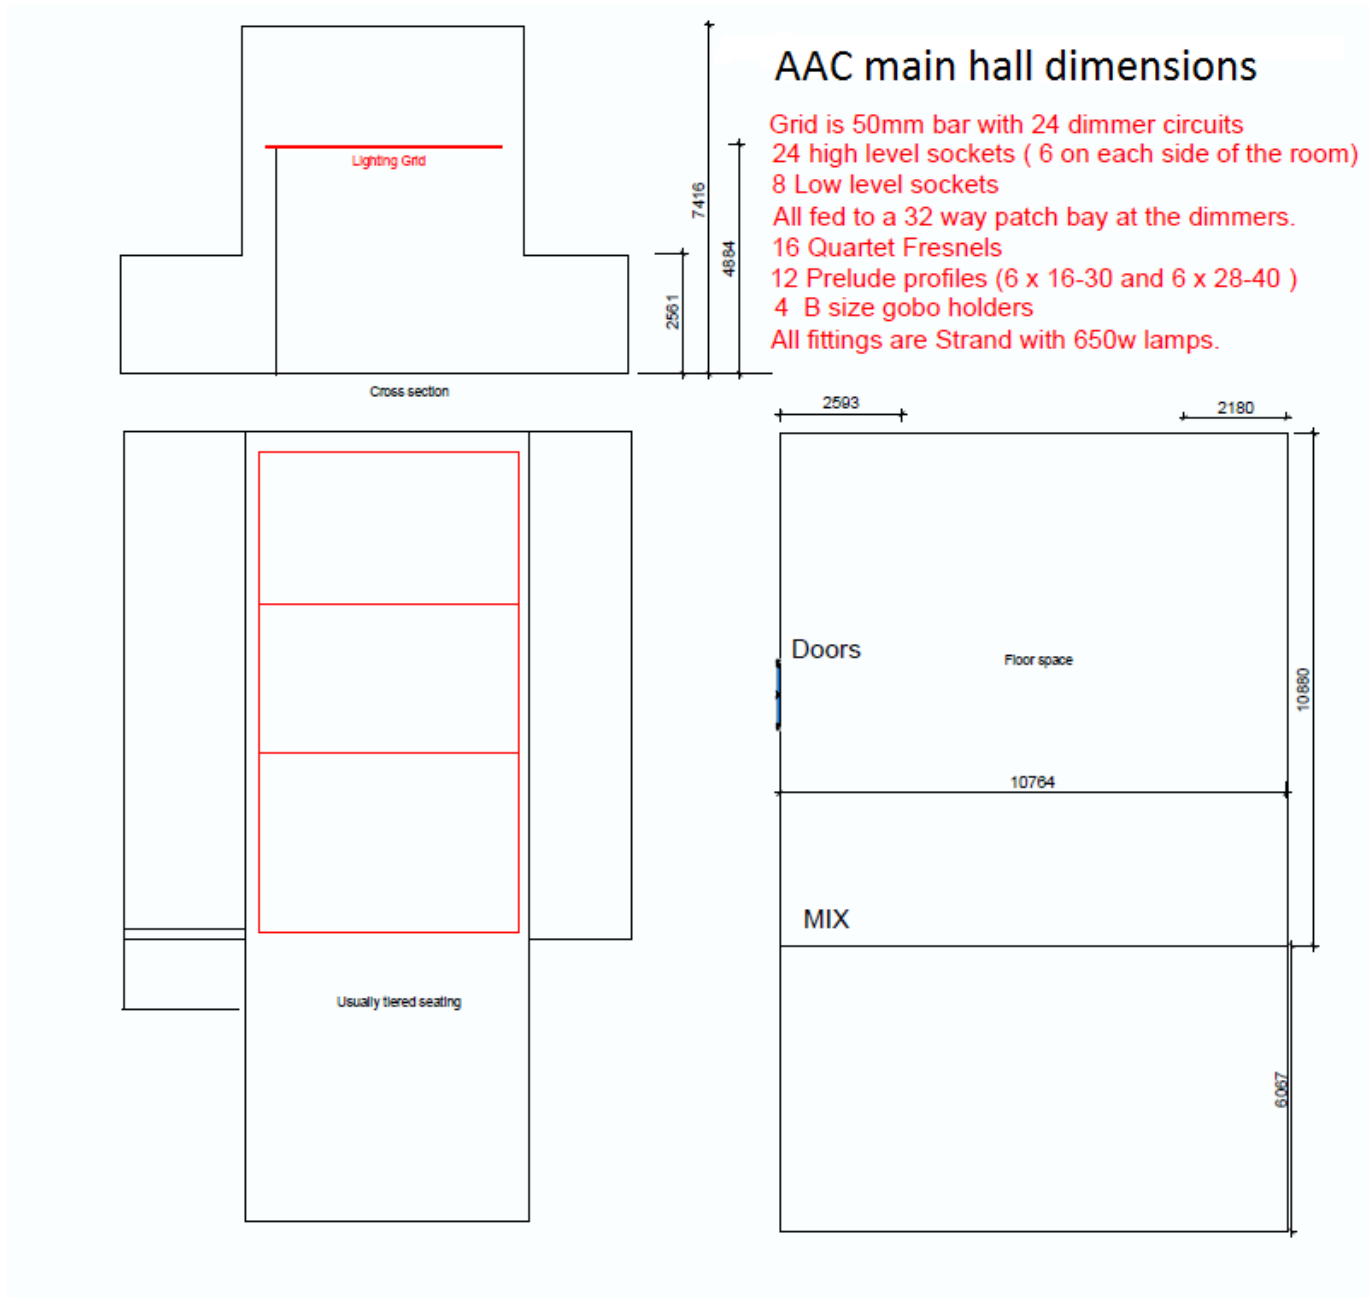 AAC main hall dimensions
Grid is 50mm bar with 24 dimmer circuits
24 high level sockets ( 6 on each side of the room)
8 Low level sockets
All fed to a 32 way patch bay at the dimmers.
16 Quartet Fresnels
12 Prelude profiles (6 x 16-30 and 6 x 28-40 )
4 B size gobo holders
All fittings are Strand with 650w lamps.
Lighting Grid
7416
4884
2561
Cross section
2593
2180
Doors
Floor space
10880
10764
MIX
Usually tiered seating
6067